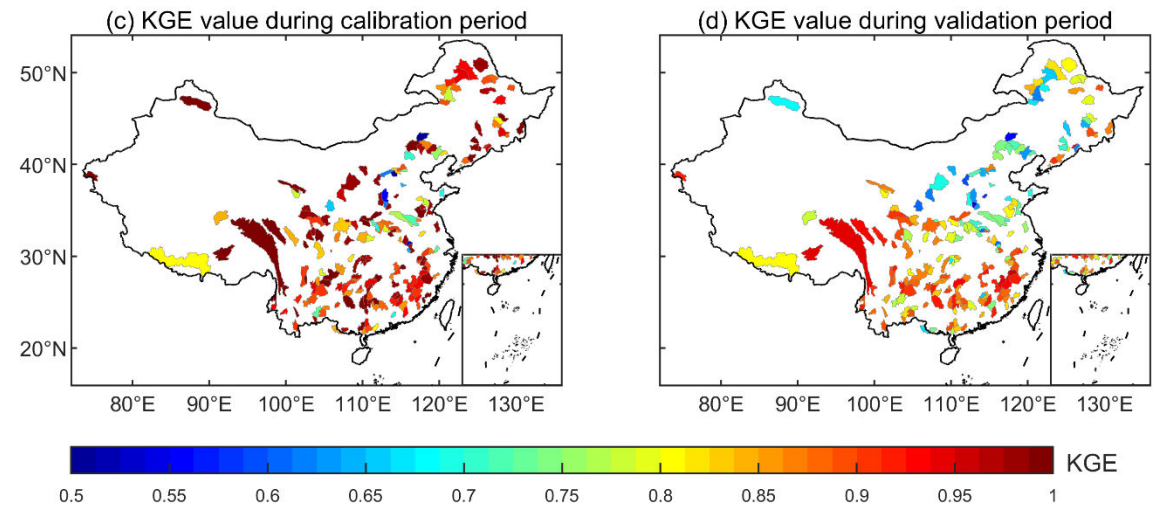 (c) KGE value during calibration period
(d) KGE value during validation period
50°N
40°N
30°N
20°N
80°E 90°E 100°E 110°E 120°E 130°E
50°N
40°N
30°N
20°N
80°E 90°E 100°E 110°E 120°E 130°E
KGE
0.5 0.55 0.6 0.65 0.7 0.75 0.8 0.85 0.9 0.95 1